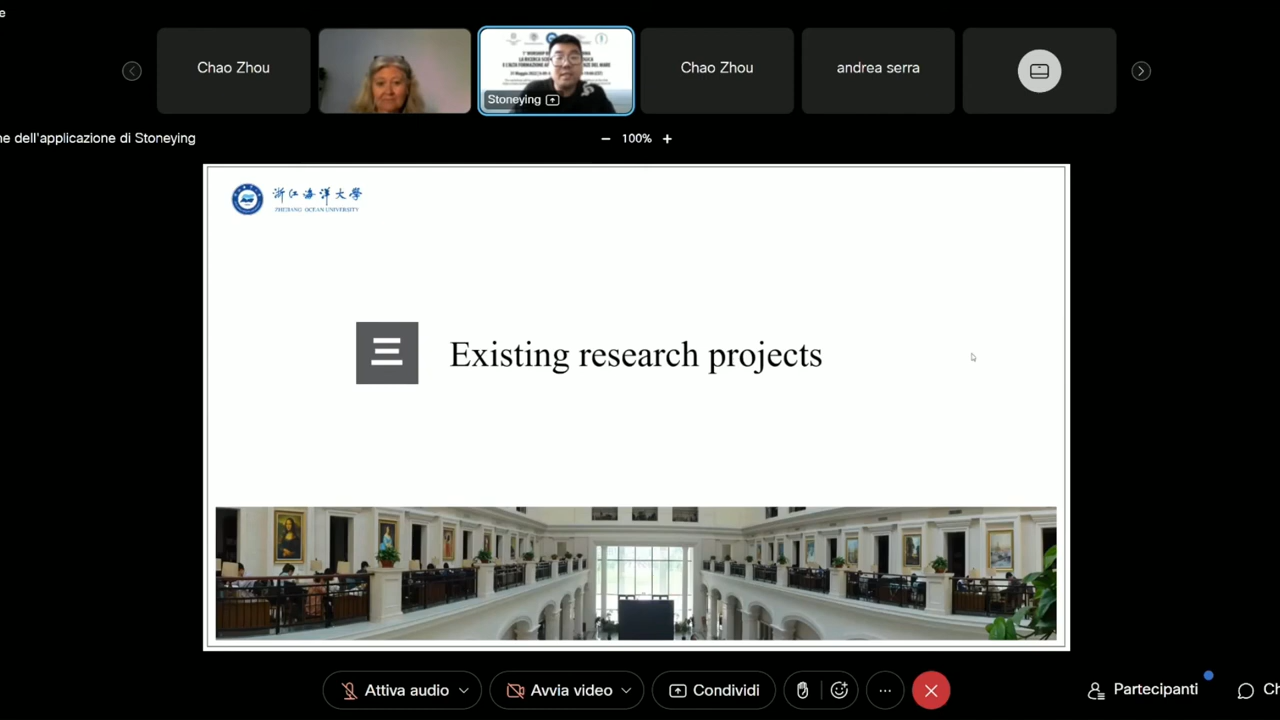 e
Chao Zhou
Stoneying
Chao Zhou
andrea serra
ne dell'applicazione di Stoneying
100%
浙江海洋大學
ZHEJIANG OCEAN UNIVERSITY
三
Existing research projects
Attiva audio
Avvia video
Condividi
Partecipanti
Ch